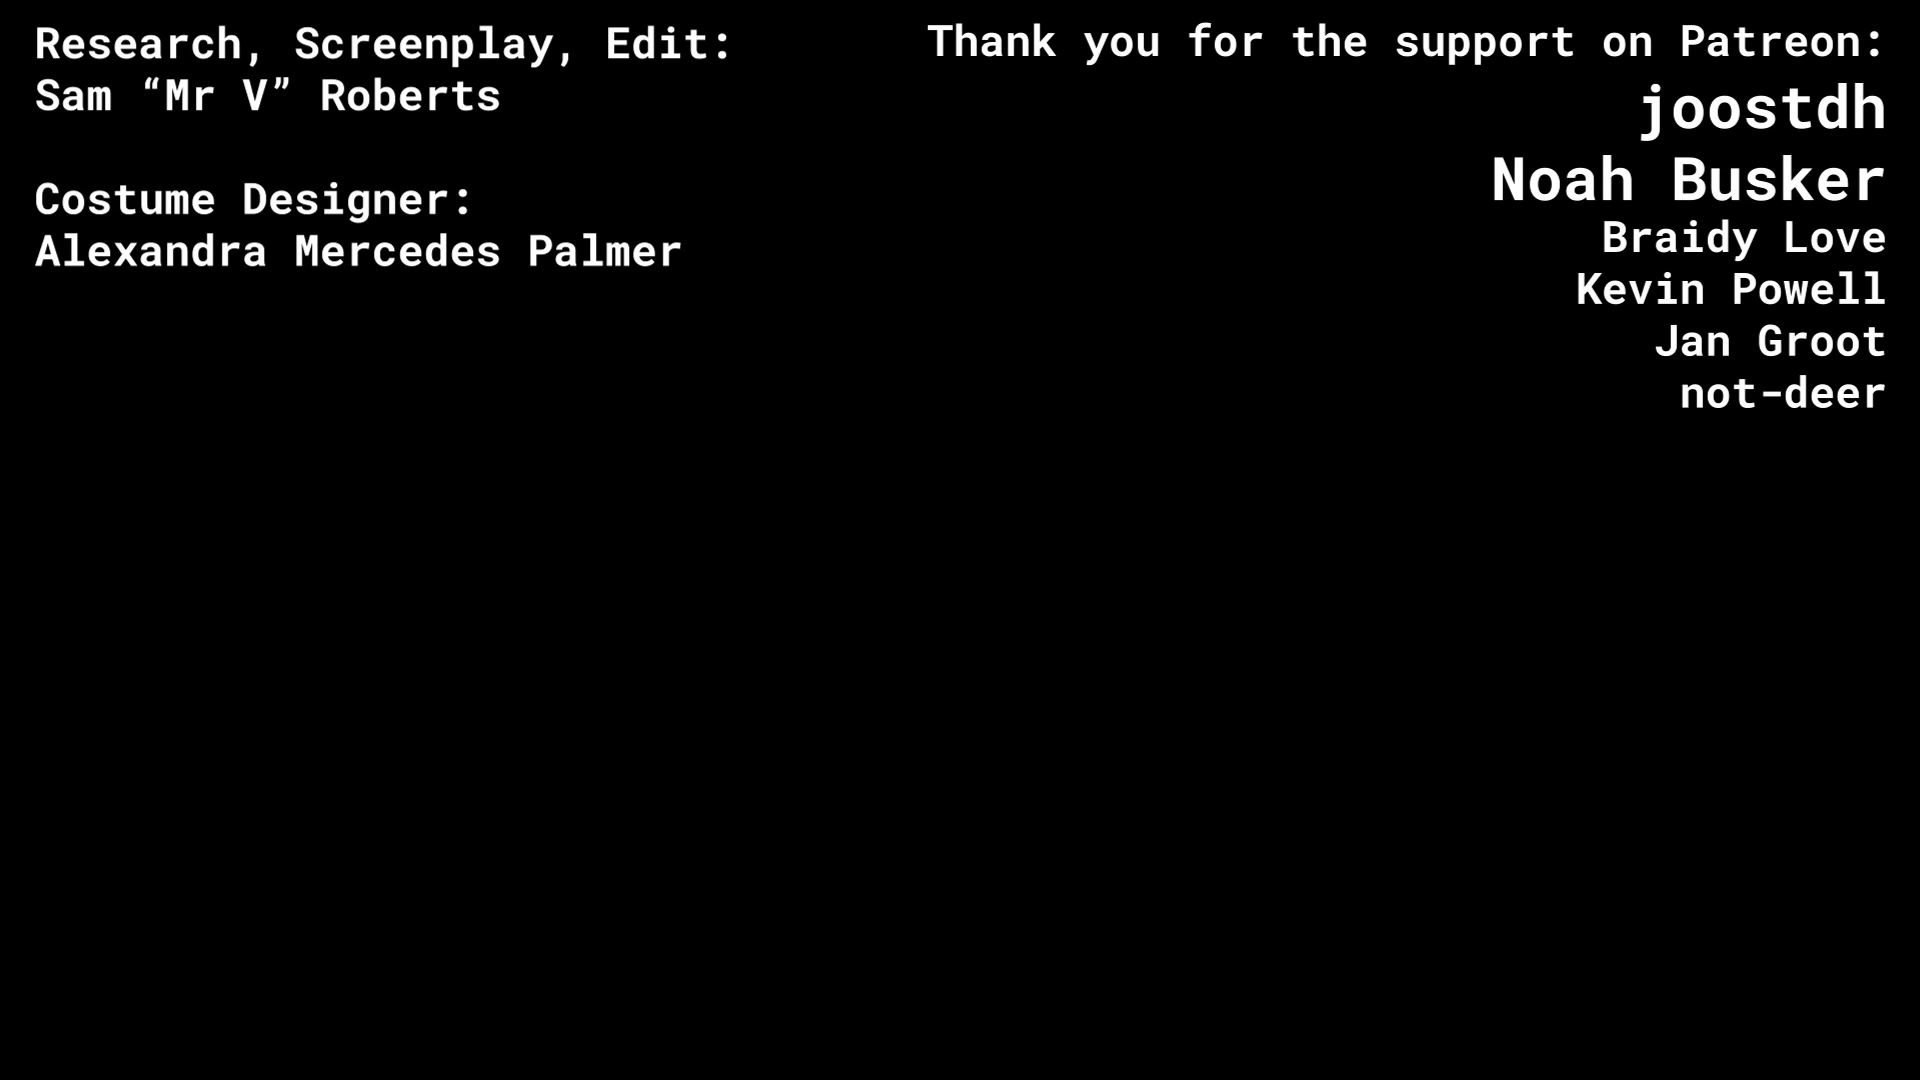 Research, Screenplay, Edit:
Sam “Mr V” Roberts
Costume Designer:
Alexandra Mercedes Palmer
Thank you for the support on Patreon:
joostdh
Noah Busker
Braidy Love
Kevin Powell
Jan Groot
not-deer